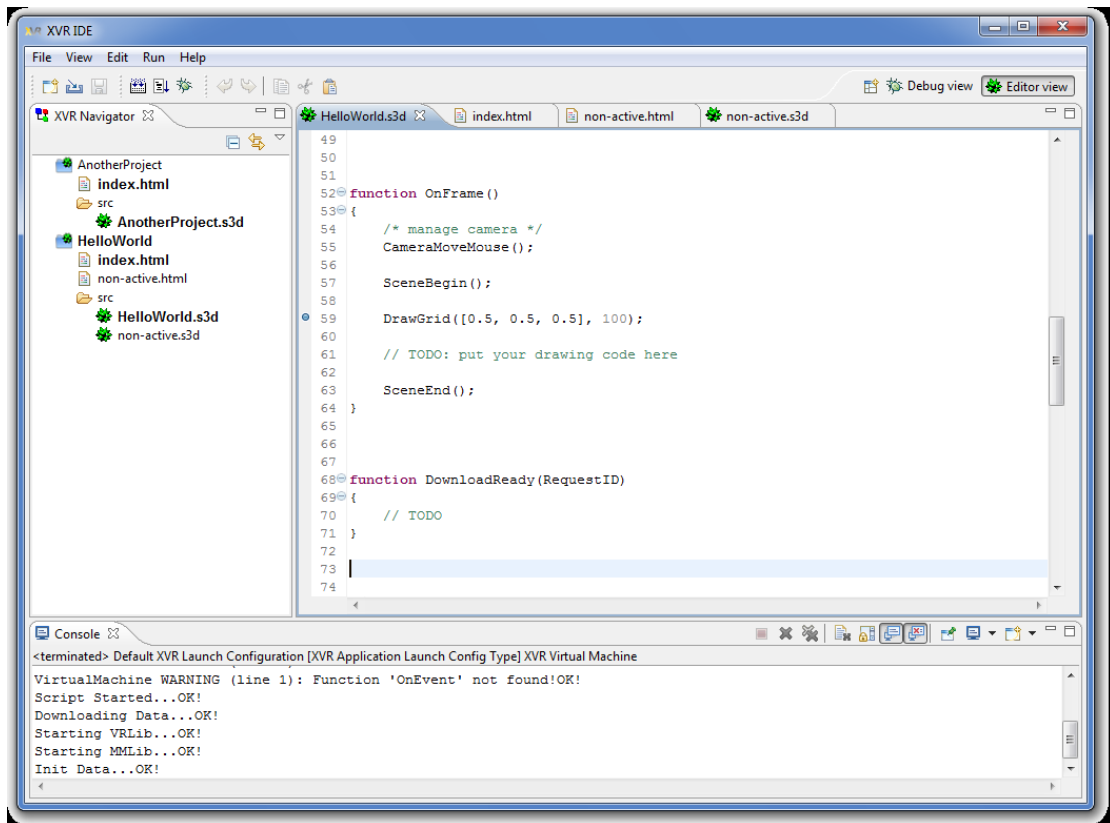 XVR IDE
File View Edit Run Help
Debug view Editor view
XVR Navigator
AnotherProject
index.html
src
AnotherProject.s3d
HelloWorld
index.html
non-active.html
src
HelloWorld.s3d
non-active.s3d
HelloWorld.s3d index.html non-active.html non-active.s3d
49
50
51
52 function OnFrame()
53 {
54 /* manage camera */
55 CameraMoveMouse();
56
57 SceneBegin();
58
59 DrawGrid([0.5, 0.5, 0.5], 100);
60
61 // TODO: put your drawing code here
62
63 SceneEnd();
64 }
65
66
67
68 function DownloadReady(RequestID)
69 {
70 // TODO
71 }
72
73
74
Console
<terminated> Default XVR Launch Configuration [XVR Application Launch Config Type] XVR Virtual Machine
VirtualMachine WARNING (line 1): Function 'OnEvent' not found!OK!
Script Started...OK!
Downloading Data...OK!
Starting VRLib...OK!
Starting MMLib...OK!
Init Data...OK!